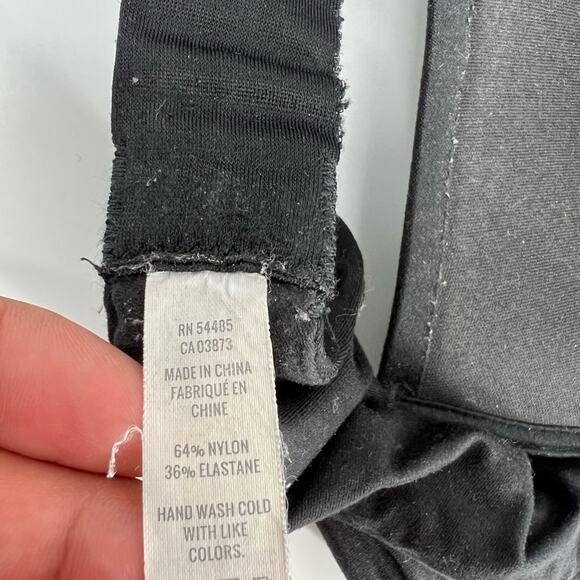 RN 54485
CA 03873
MADE IN CHINA
FABRIQUÉ EN
CHINE
64% NYLON
36% ELASTANE
HAND WASH COLD
WITH LIKE
COLORS.